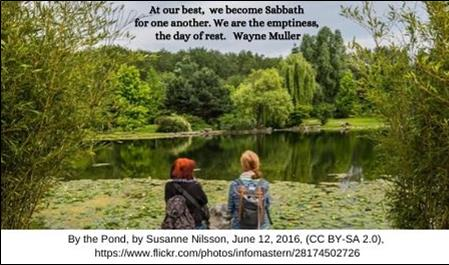 At our best, we become Sabbath
for one another. We are the emptiness,
the day of rest. Wayne Muller
By the Pond, by Susanne Nilsson, June 12, 2016, (CC BY-SA 2.0),
https://www.flickr.com/photos/infomastern/28174502726